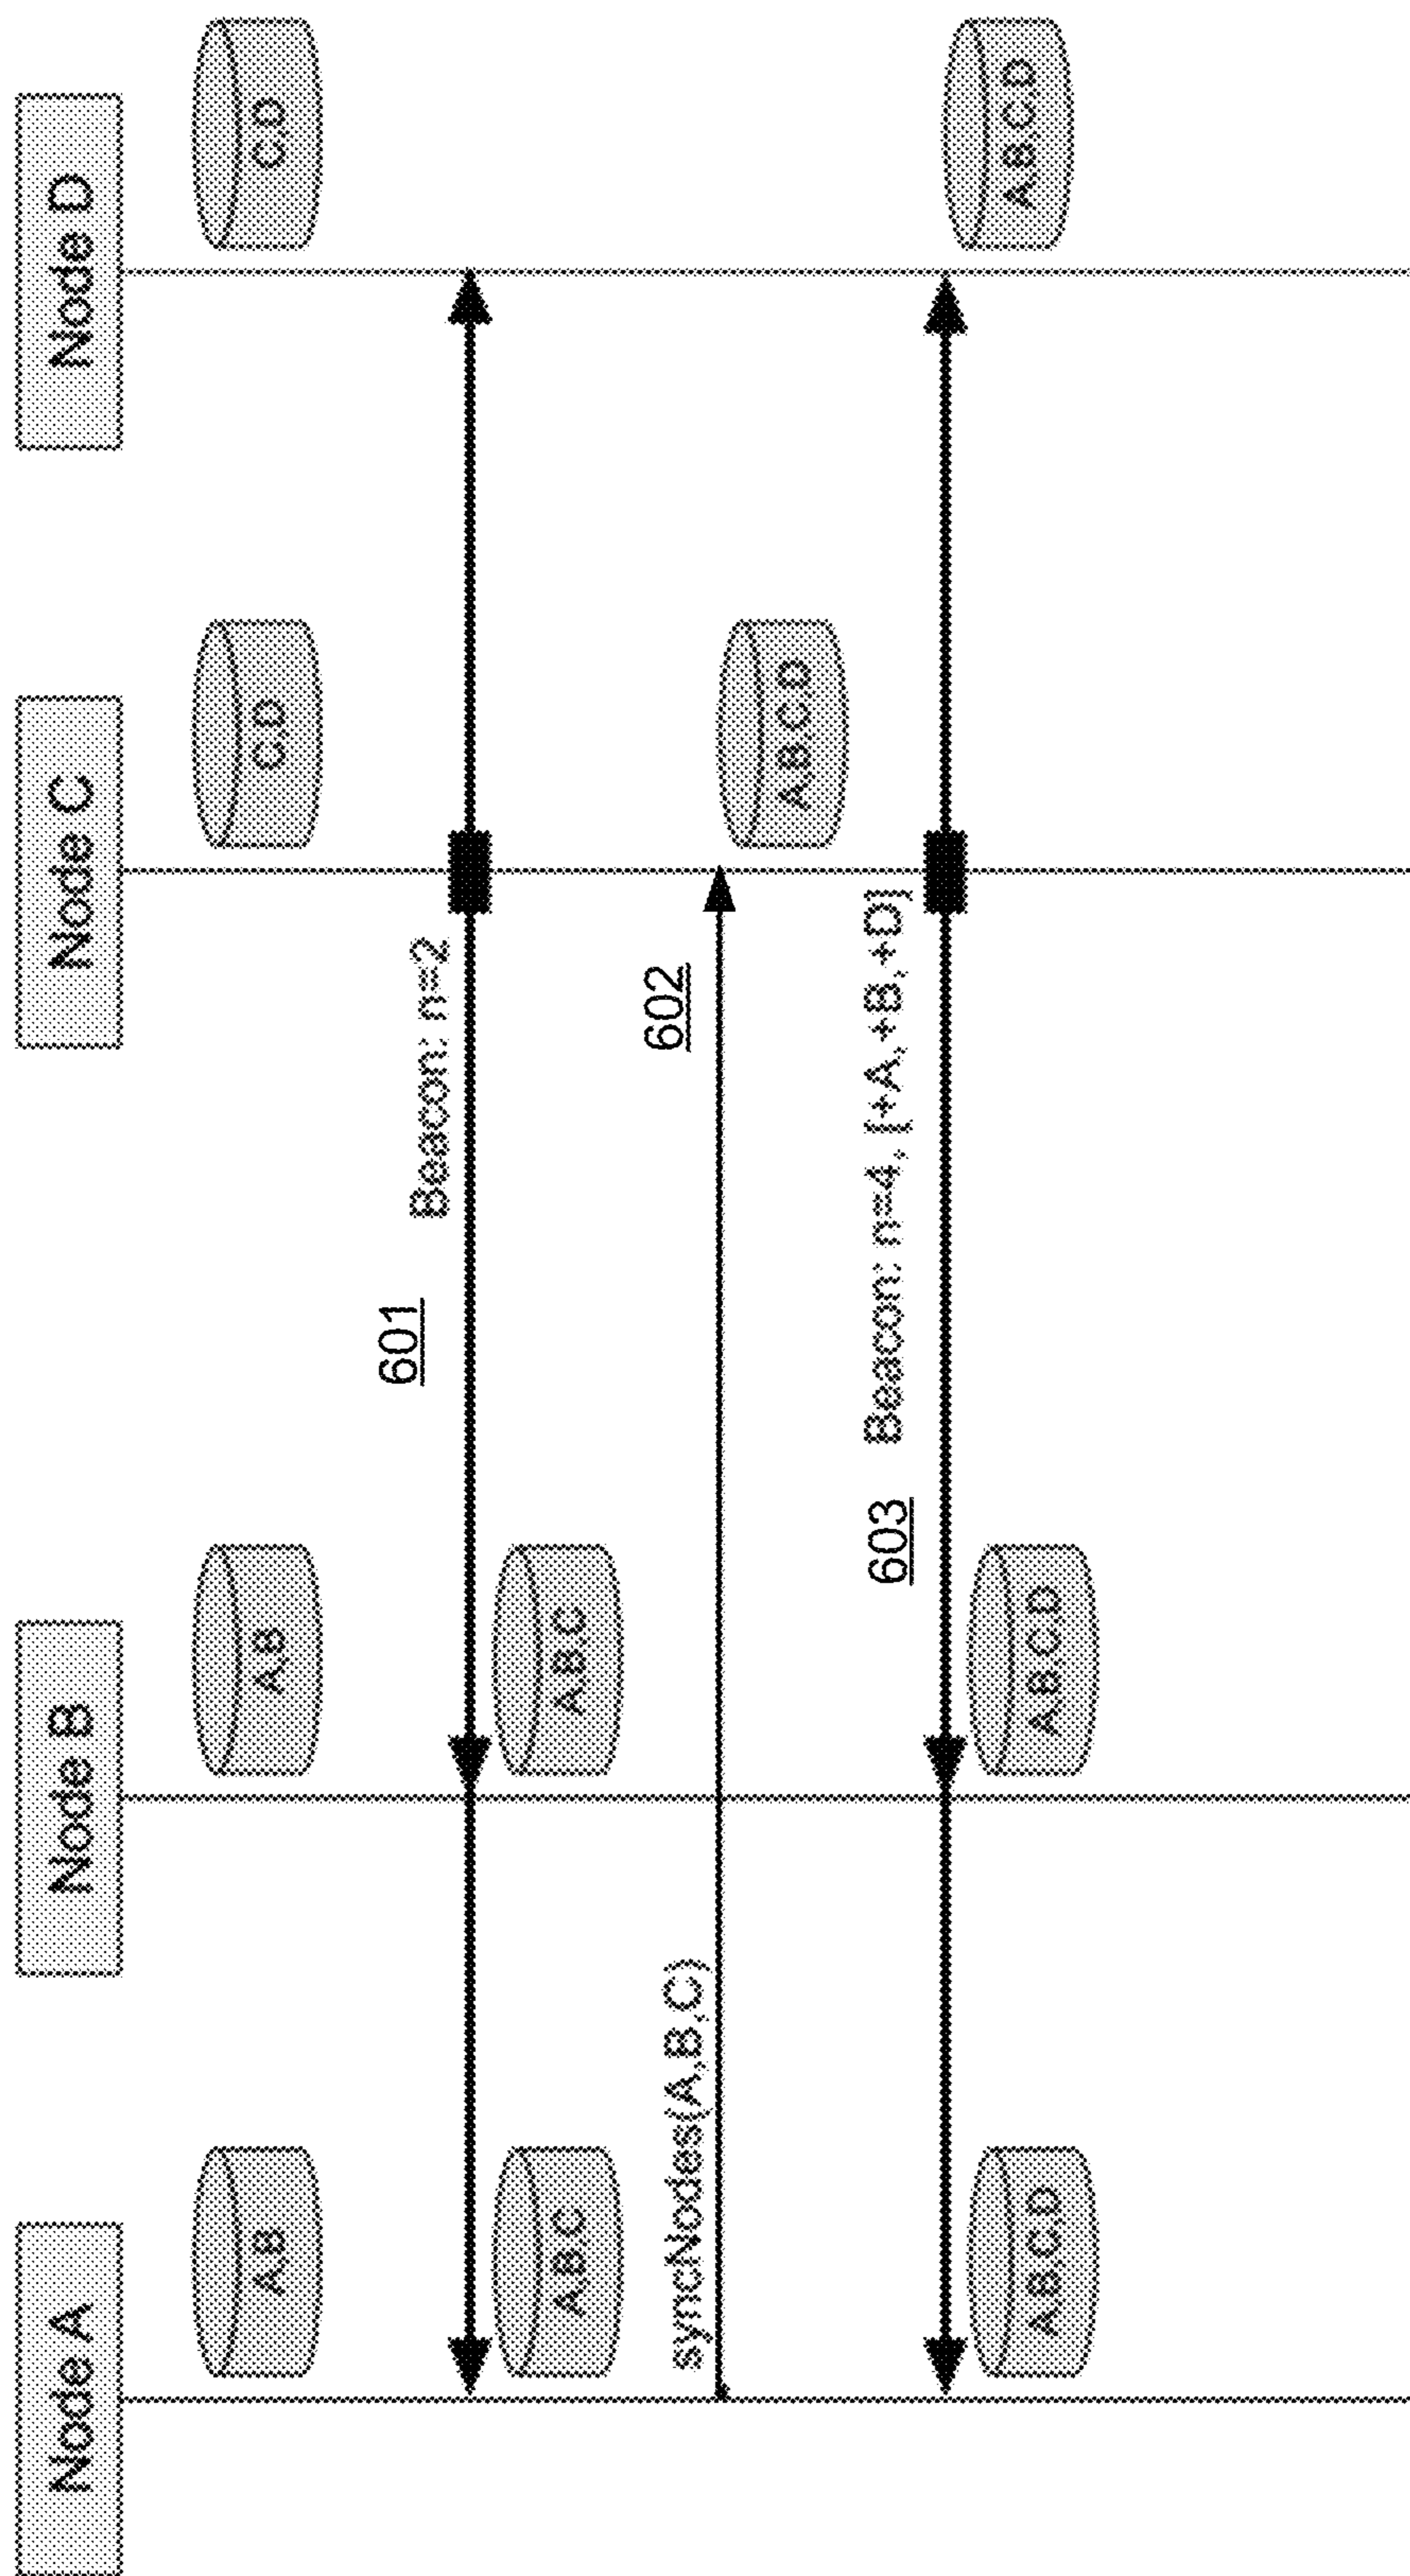 Node A
Node B
Node C
Node D
A,B
A,B
C,D
C,D
601
Beacon: n=2
A,B,C
A,B,C
syncNodes(A,B,C)
602
A,B,C,D
603
Beacon: n=4, [+A,+B,+D]
A,B,C,D
A,B,C,D
A,B,C,D